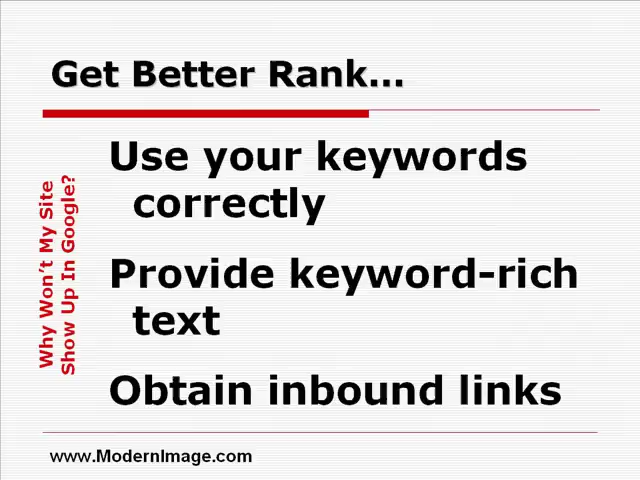 Get Better Rank...
Why Won't My Site
Show Up In Google?
Use your keywords
correctly
Provide keyword-rich
text
Obtain inbound links
www.ModernImage.com